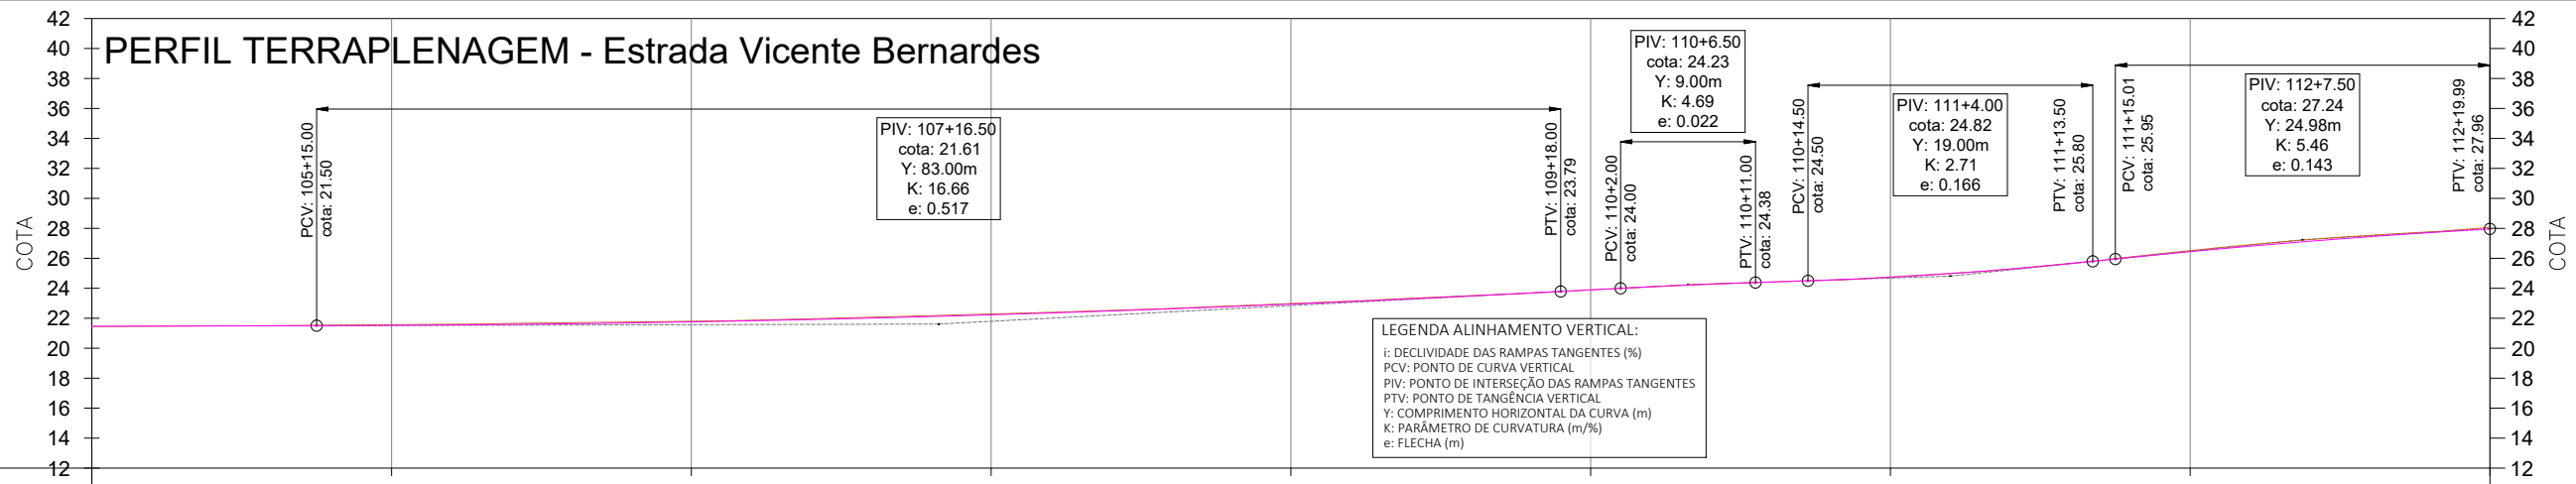 PERFIL TERRAPLENAGEM - Estrada Vicente Bernardes
42
40
38
36
34
32
30
28
26
24
22
20
18
16
14
12
COTA
PCV: 105+15.00
cota: 21.50
PIV: 107+16.50
cota: 21.61
Y: 83.00m
K: 16.66
e: 0.517
PTV: 109+18.00
cota: 23.79
PCV: 110+2.00
cota: 24.00
PIV: 110+6.50
cota: 24.23
Y: 9.00m
K: 4.69
e: 0.022
PTV: 110+11.00
cota: 24.38
PCV: 110+14.50
cota: 24.50
PIV: 111+4.00
cota: 24.82
Y: 19.00m
K: 2.71
e: 0.166
PTV: 111+13.50
cota: 25.80
PCV: 111+15.01
cota: 25.95
PIV: 112+7.50
cota: 27.24
Y: 24.98m
K: 5.46
e: 0.143
PTV: 112+19.99
cota: 27.96
LEGENDA ALINHAMENTO VERTICAL:
i: DECLIVIDADE DAS RAMPAS TANGENTES (%)
PCV: PONTO DE CURVA VERTICAL
PIV: PONTO DE INTERSEÇÃO DAS RAMPAS TANGENTES
PTV: PONTO DE TANGÊNCIA VERTICAL
Y: COMPRIMENTO HORIZONTAL DA CURVA (m)
K: PARÂMETRO DE CURVATURA (m/%)
e: FLECHA (m)
42
40
38
36
34
32
30
28
26
24
22
20
18
16
14
12
COTA